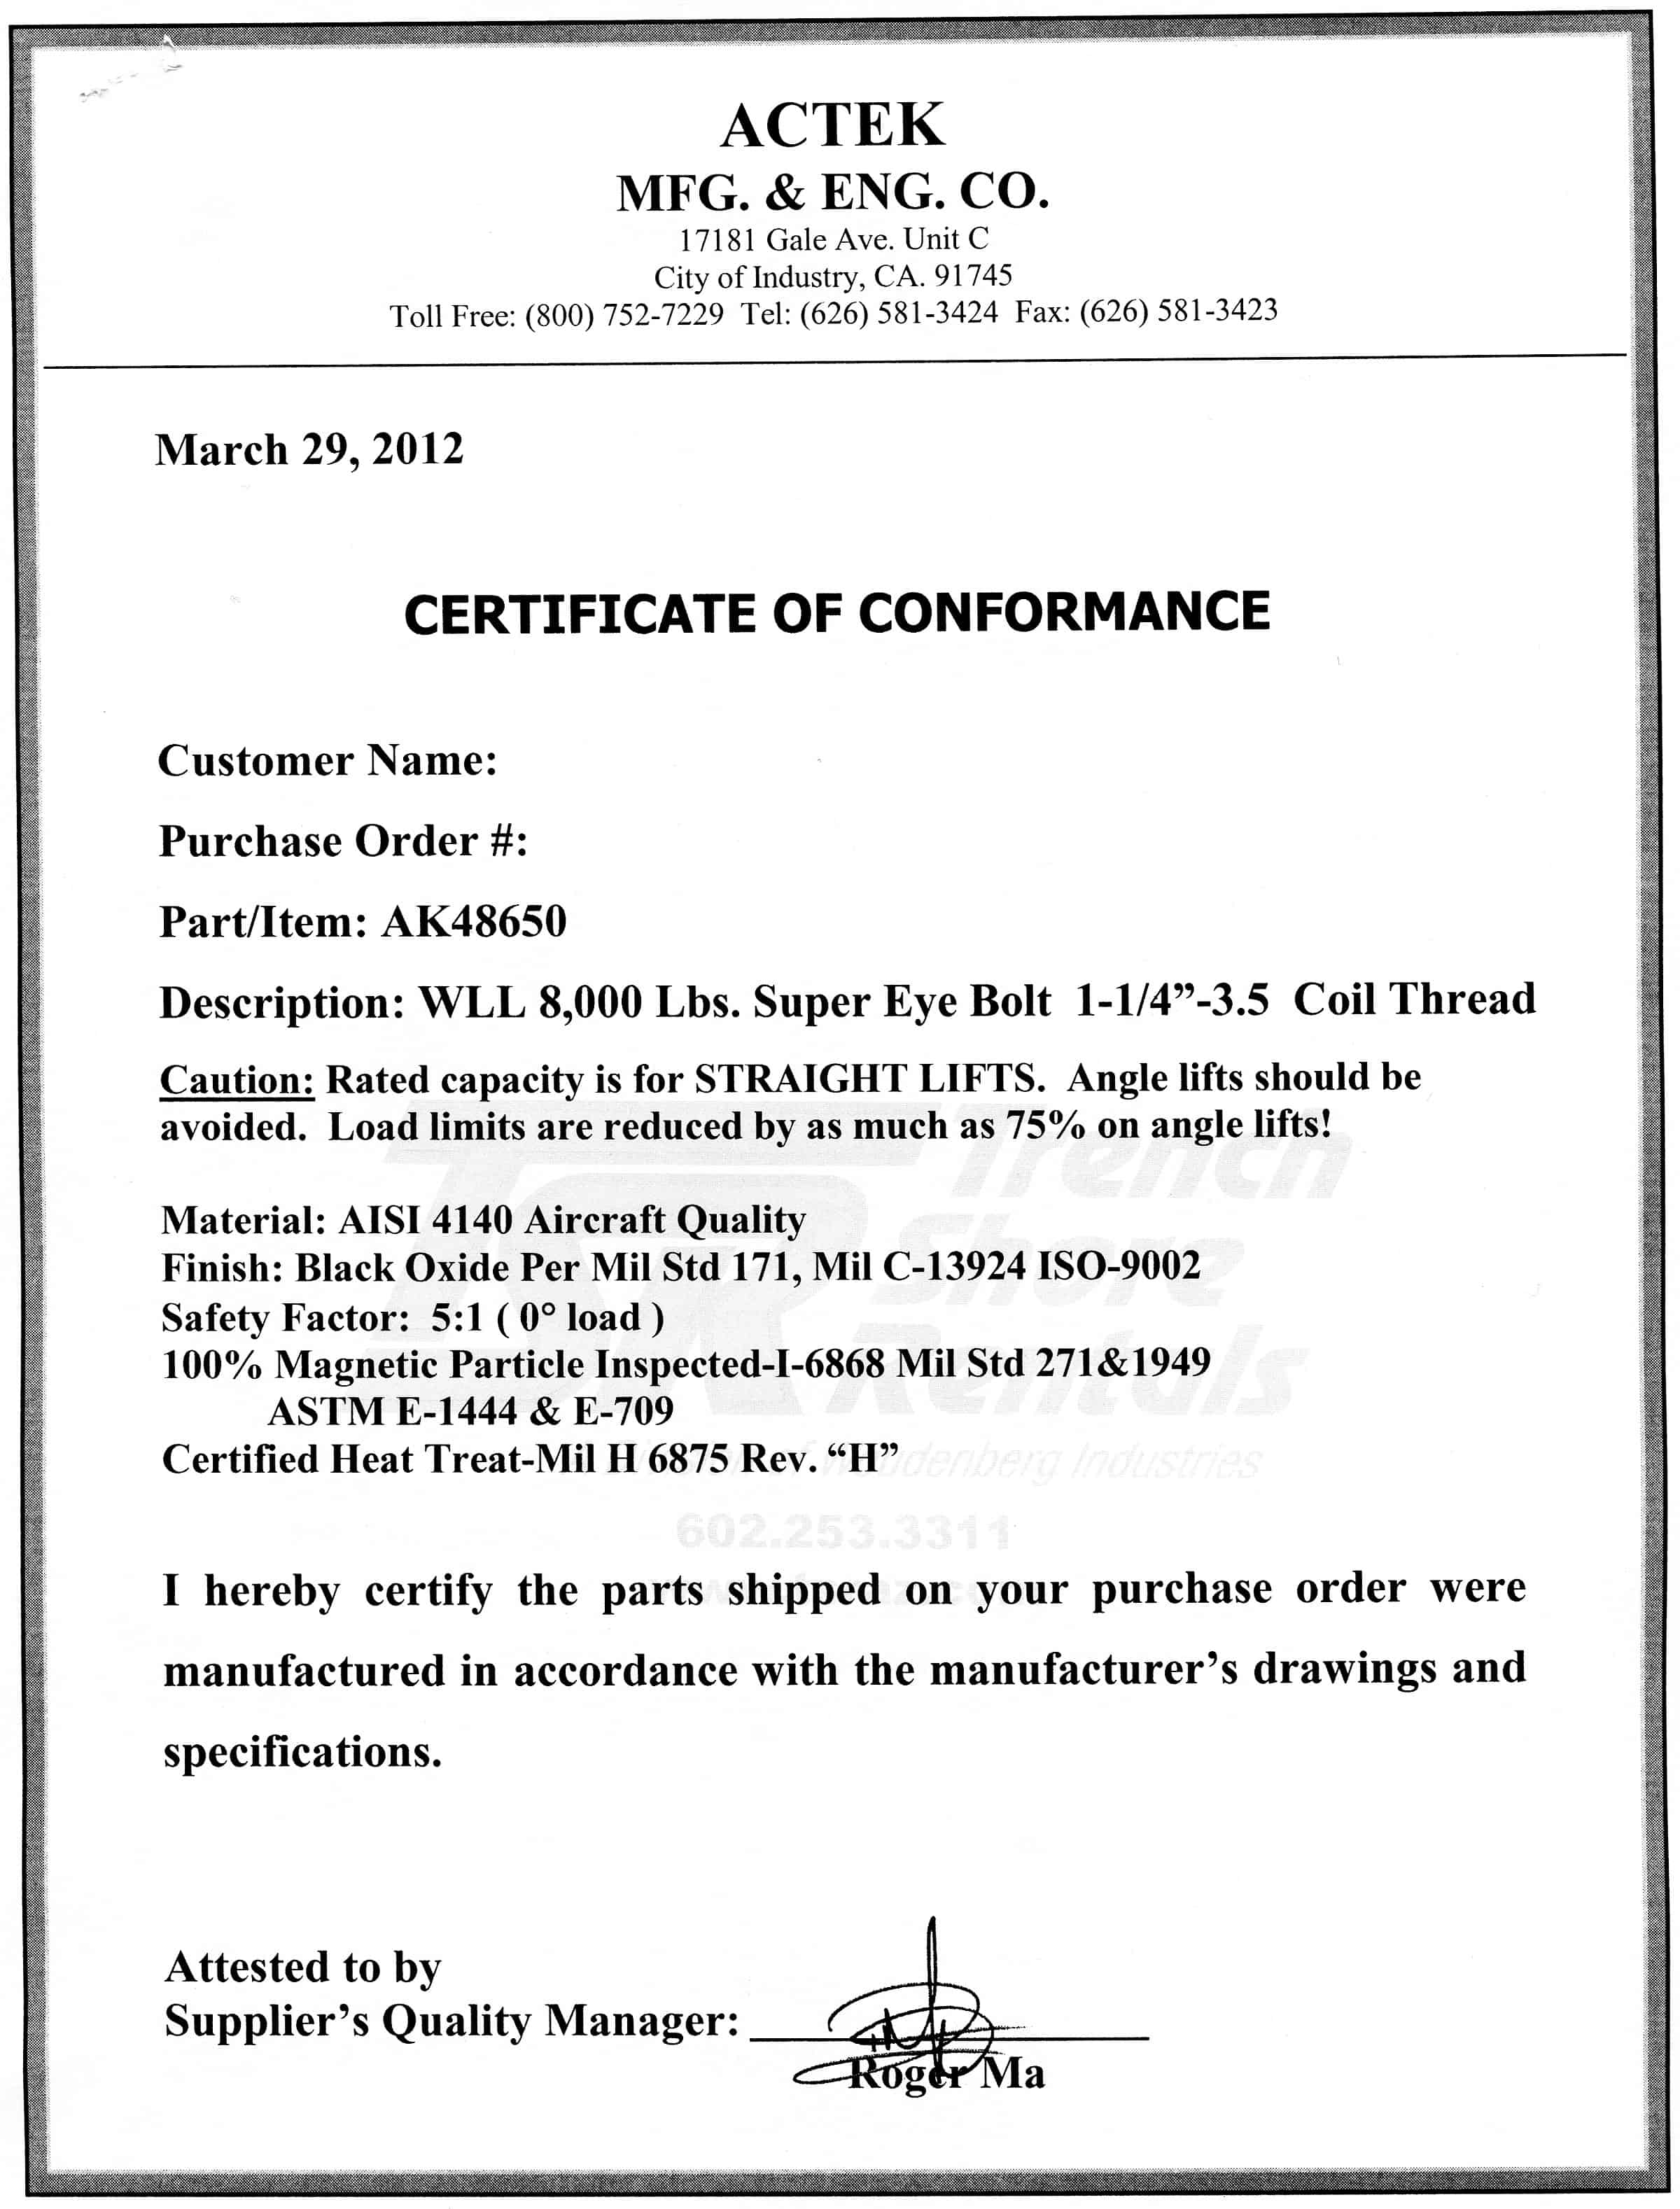 ACTEK
MFG. & ENG. CO.
17181 Gale Ave. Unit C
City of Industry, CA. 91745
Toll Free: (800) 752-7229 Tel: (626) 581-3424 Fax: (626) 581-3423
March 29, 2012
CERTIFICATE OF CONFORMANCE
Customer Name:
Purchase Order #:
Part/Item: AK48650
Description: WLL 8,000 Lbs. Super Eye Bolt 1-1/4”-3.5 Coil Thread
Caution: Rated capacity is for STRAIGHT LIFTS. Angle lifts should be
avoided. Load limits are reduced by as much as 75% on angle lifts!
Material: AISI 4140 Aircraft Quality
Finish: Black Oxide Per Mil Std 171, Mil C-13924 ISO-9002
Safety Factor: 5:1 ( 0° load )
100% Magnetic Particle Inspected-I-6868 Mil Std 271&1949
ASTM E-1444 & E-709
Certified Heat Treat-Mil H 6875 Rev. “H”
I hereby certify the parts shipped on your purchase order were
manufactured in accordance with the manufacturer’s drawings and
specifications.
Attested to by
Supplier’s Quality Manager:
Roger Ma
TSR
Trench
Shore
Rentals
Industries
602.253.3311